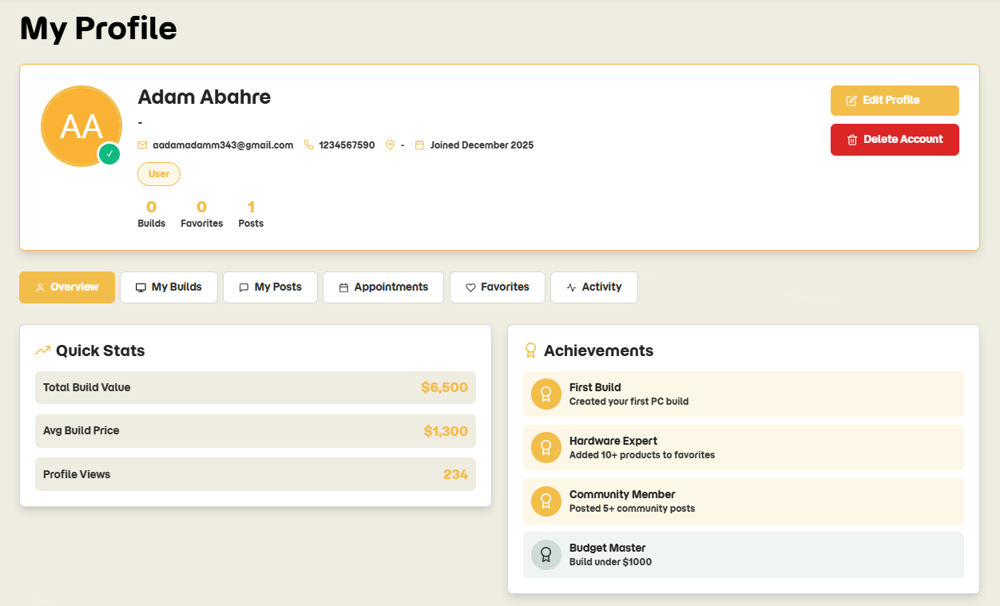 My Profile
AA
✓
Adam Abahre
-
aadamadamm343@gmail.com 1234567590 - Joined December 2025
User
0 0 1
Builds Favorites Posts
Edit Profile
Delete Account
Overview My Builds My Posts Appointments Favorites Activity
Quick Stats
Total Build Value $6,500
Avg Build Price $1,300
Profile Views 234
Achievements
First Build
Created your first PC build
Hardware Expert
Added 10+ products to favorites
Community Member
Posted 5+ community posts
Budget Master
Build under $1000